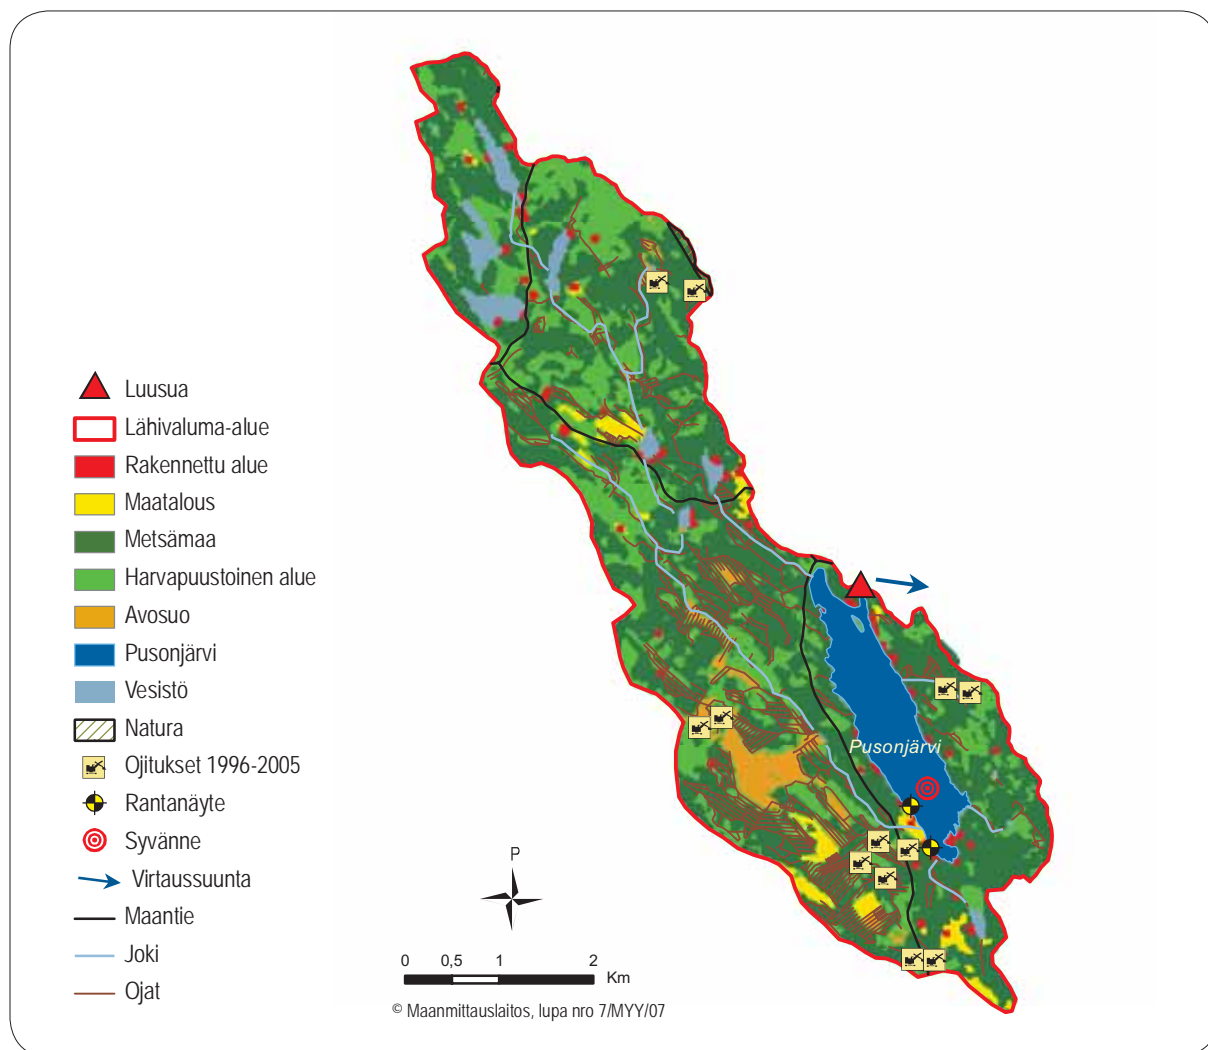 Luusua
Lähivaluma-alue
Rakennettu alue
Maatalous
Metsämaa
Harvapuustoinen alue
Avosuo
Pusonjärvi
Vesistö
Natura
Ojitukset 1996-2005
Rantanäyte
Syvänne
Virtaussuunta
Maantie
Joki
Ojat
Pusonjärvi
P
0 0,5 1 2
Km
© Maanmittauslaitos, lupa nro 7/MYY/07